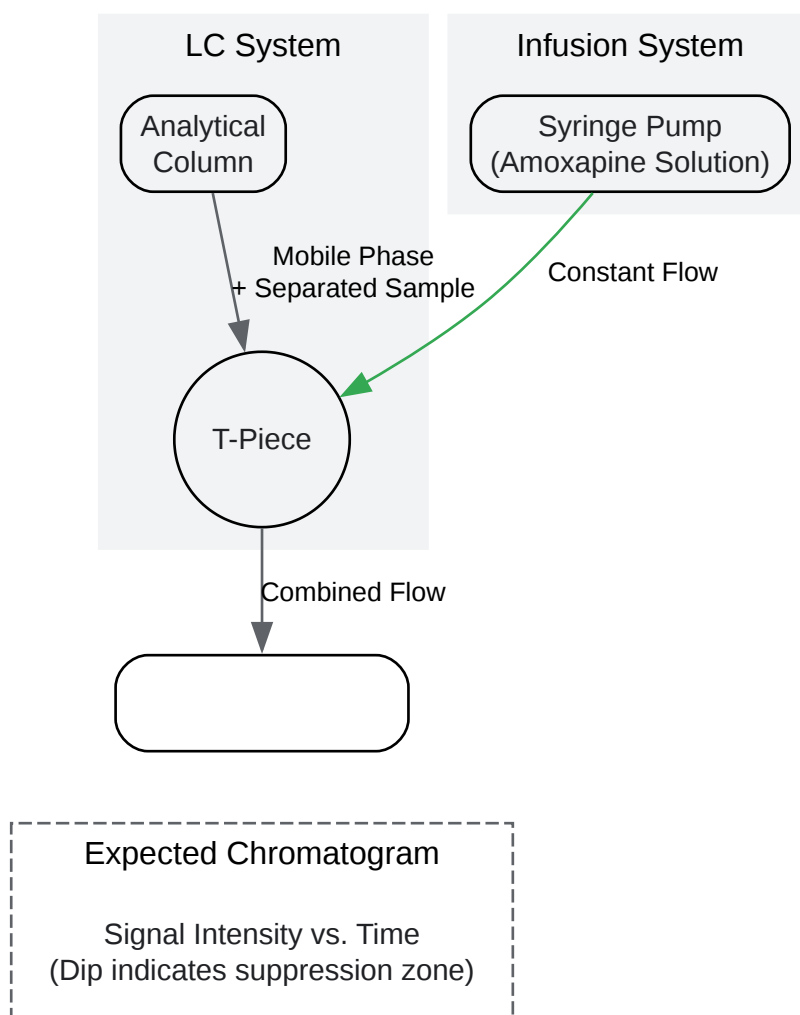 LC System
Infusion System
Analytical
Column
Syringe Pump
(Amoxapine Solution)
Mobile Phase
+ Separated Sample
Constant Flow
T-Piece
Combined Flow
Expected Chromatogram
Signal Intensity vs. Time
(Dip indicates suppression zone)